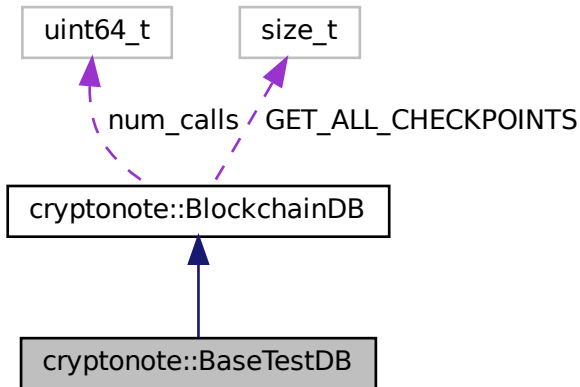 uint64_t
size_t
num_calls
GET_ALL_CHECKPOINTS
cryptonote::BlockchainDB
cryptonote::BaseTestDB